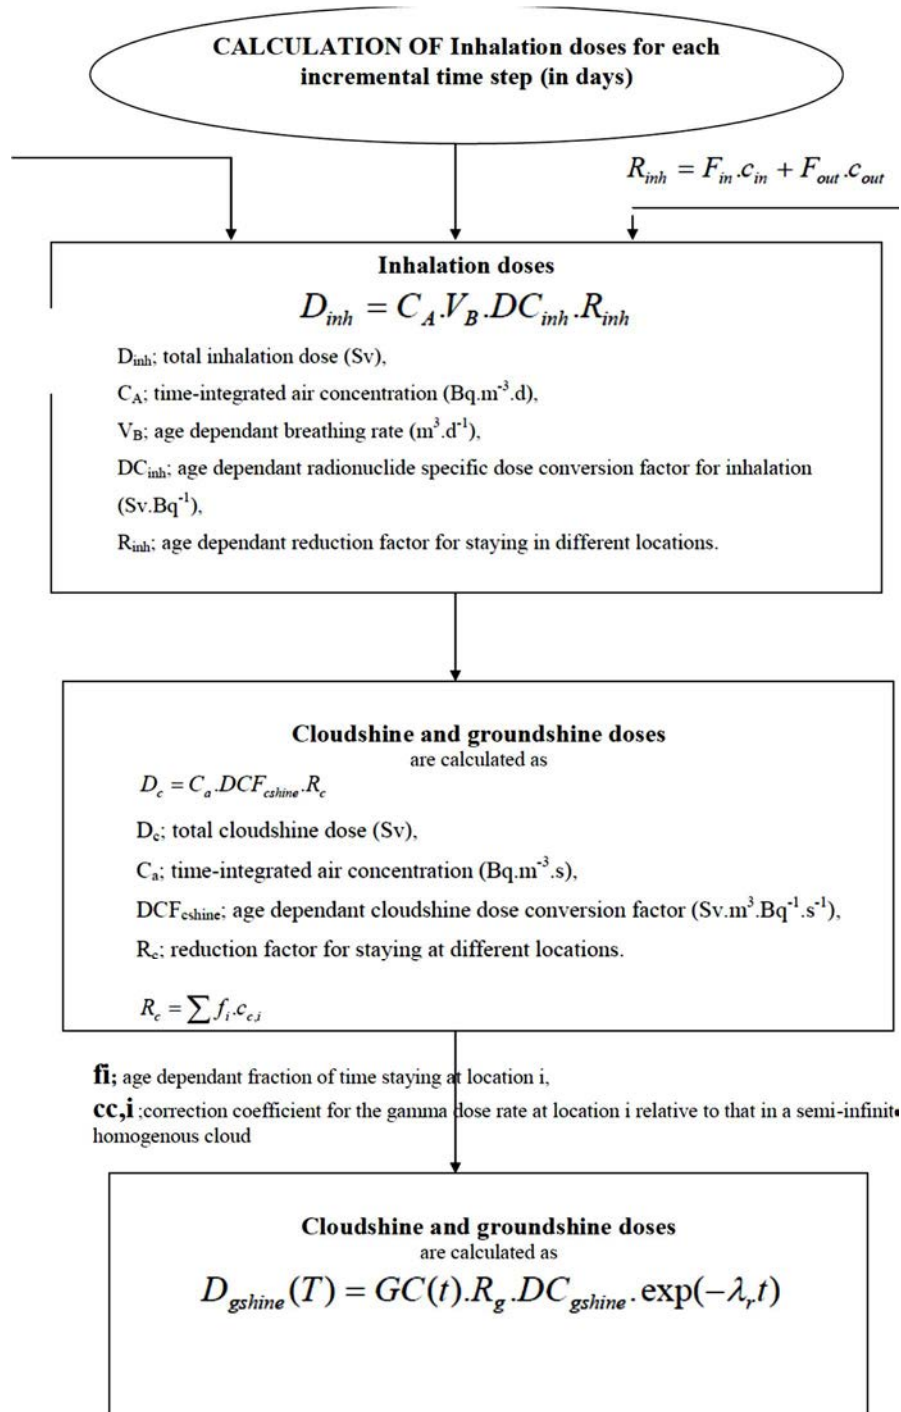 CALCULATION OF Inhalation doses for each
incremental time step (in days)
R_inh = F_in.c_in + F_out.c_out
Inhalation doses
D_inh = C_A.V_B.DC_inh.R_inh
D_inh; total inhalation dose (Sv),
C_A; time-integrated air concentration (Bq.m^-3.d),
V_B; age dependant breathing rate (m^3.d^-1),
DC_inh; age dependant radionuclide specific dose conversion factor for inhalation
(Sv.Bq^-1),
R_inh; age dependant reduction factor for staying in different locations.
Cloudshine and groundshine doses
are calculated as
D_c = C_a.DCF_cshine.R_c
D_c; total cloudshine dose (Sv),
C_a; time-integrated air concentration (Bq.m^-3.s),
DCF_cshine; age dependant cloudshine dose conversion factor (Sv.m^3.Bq^-1.s^-1),
R_c; reduction factor for staying at different locations.
R_c = ∑ f_i.c_c,i
fi; age dependant fraction of time staying at location i,
cc,i ;correction coefficient for the gamma dose rate at location i relative to that in a semi-infinite
homogenous cloud
Cloudshine and groundshine doses
are calculated as
D_gshine(T) = GC(t).R_g.DC_gshine.exp(-λ_r t)